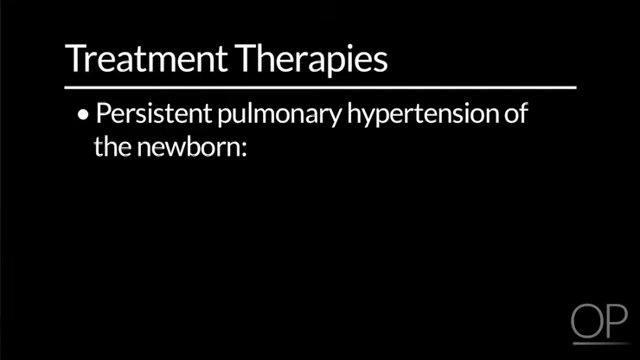 Treatment Therapies
• Persistent pulmonary hypertension of
the newborn:
OP